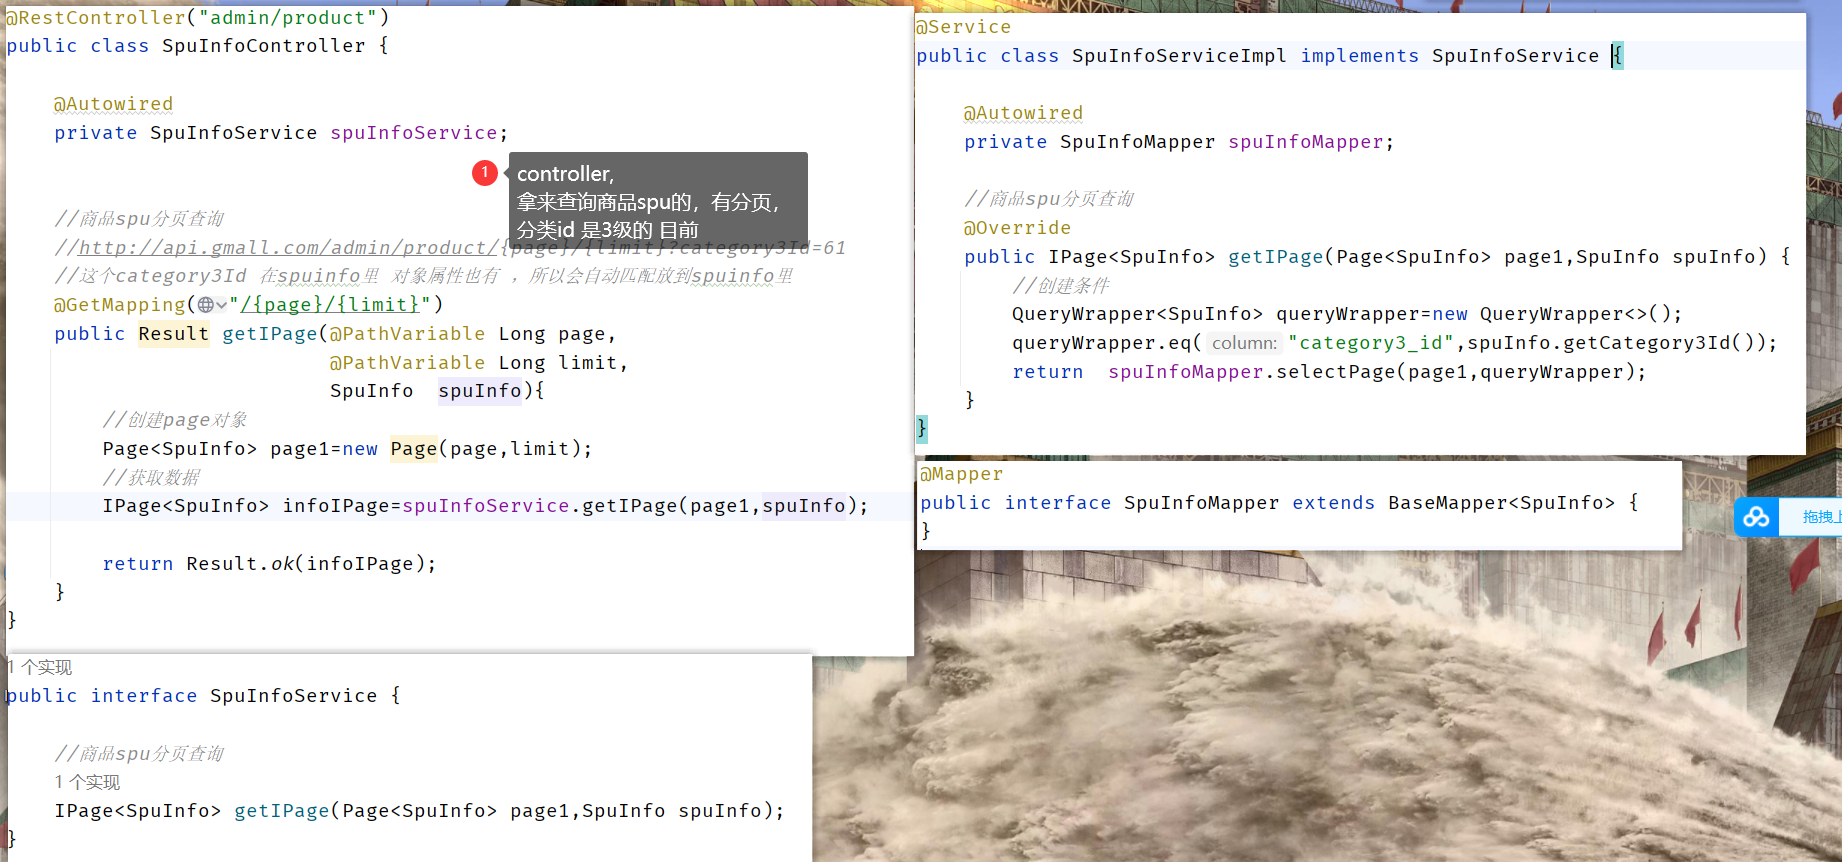 @RestController("admin/product")
public class SpuInfoController {
@Autowired
private SpuInfoService spuInfoService;
1
controller,
拿来查询商品spu的，有分页，
分类id 是3级的 目前
//商品spu分页查询
//http://api.gmall.com/admin/product/{page}/{limit}?category3Id=61
//这个category3Id 在spuinfo里 对象属性也有 ，所以会自动匹配放到spuinfo里
@GetMapping("/{page}/{limit}")
public Result getIPage(@PathVariable Long page,
@PathVariable Long limit,
SpuInfo spuInfo){
//创建page对象
Page<SpuInfo> page1=new Page(page,limit);
//获取数据
IPage<SpuInfo> infoIPage=spuInfoService.getIPage(page1,spuInfo);
return Result.ok(infoIPage);
}
}
1 个实现
public interface SpuInfoService {
//商品spu分页查询
1 个实现
IPage<SpuInfo> getIPage(Page<SpuInfo> page1,SpuInfo spuInfo);
}
@Service
public class SpuInfoServiceImpl implements SpuInfoService {
@Autowired
private SpuInfoMapper spuInfoMapper;
//商品spu分页查询
@Override
public IPage<SpuInfo> getIPage(Page<SpuInfo> page1,SpuInfo spuInfo) {
//创建条件
QueryWrapper<SpuInfo> queryWrapper=new QueryWrapper<>();
queryWrapper.eq( column: "category3_id",spuInfo.getCategory3Id());
return spuInfoMapper.selectPage(page1,queryWrapper);
}
}
@Mapper
public interface SpuInfoMapper extends BaseMapper<SpuInfo> {
}
拖拽上